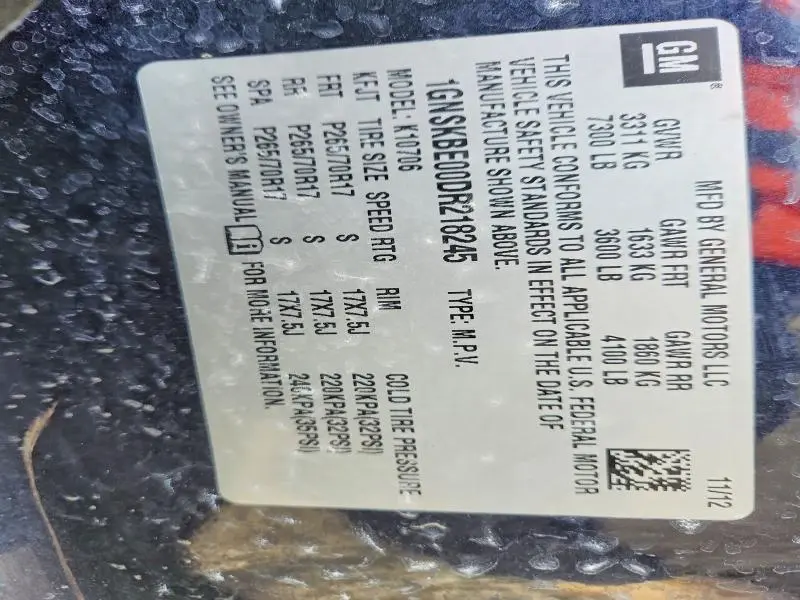 GM
®
MFD BY GENERAL MOTORS LLC 11/12
GVWR GAWR FRT GAWR RR
3311 KG 1633 KG 1860 KG
7300 LB 3600 LB 4100 LB
THIS VEHICLE CONFORMS TO ALL APPLICABLE U.S. FEDERAL MOTOR
VEHICLE SAFETY STANDARDS IN EFFECT ON THE DATE OF
MANUFACTURE SHOWN ABOVE.
1GNSKBE00DR218245 TYPE: M.P.V.
MODEL: K10706
KFJT TIRE SIZE SPEED RTG RIM COLD TIRE PRESSURE
FRT P265/70R17 S 17X7.5J 220KPA(32PSI)
RR P265/70R17 S 17X7.5J 220KPA(32PSI)
SPA P265/70R17 S 17X7.5J 240KPA(35PSI)
SEE OWNER'S MANUAL FOR MORE INFORMATION.